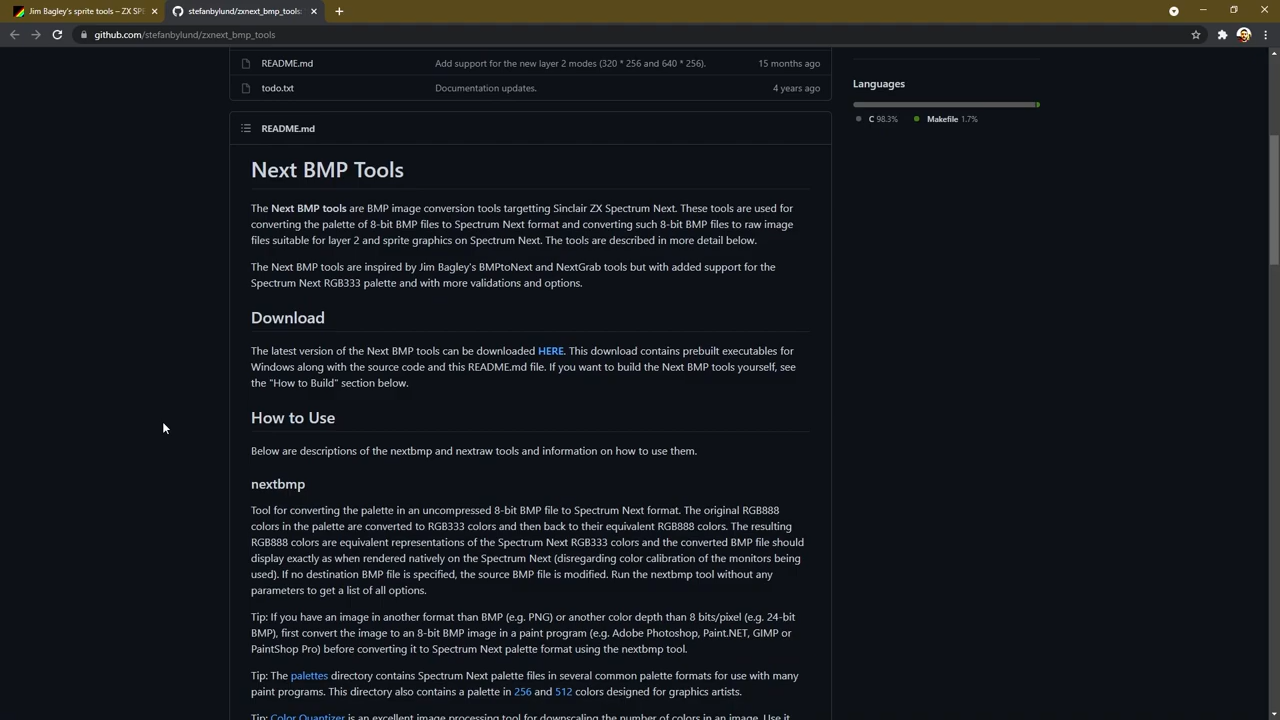 Jim Bagley's sprite tools – ZX SPE
stefanbylund/zxnext_bmp_tools:
github.com/stefanbylund/zxnext_bmp_tools
README.md Add support for the new layer 2 modes (320 * 256 and 640 * 256). 15 months ago
todo.txt Documentation updates. 4 years ago
Languages
C 98.3% Makefile 1.7%
README.md
Next BMP Tools
The Next BMP tools are BMP image conversion tools targetting Sinclair ZX Spectrum Next. These tools are used for
converting the palette of 8-bit BMP files to Spectrum Next format and converting such 8-bit BMP files to raw image
files suitable for layer 2 and sprite graphics on Spectrum Next. The tools are described in more detail below.
The Next BMP tools are inspired by Jim Bagley's BMPtoNext and NextGrab tools but with added support for the
Spectrum Next RGB333 palette and with more validations and options.
Download
The latest version of the Next BMP tools can be downloaded HERE. This download contains prebuilt executables for
Windows along with the source code and this README.md file. If you want to build the Next BMP tools yourself, see
the "How to Build" section below.
How to Use
Below are descriptions of the nextbmp and nextraw tools and information on how to use them.
nextbmp
Tool for converting the palette in an uncompressed 8-bit BMP file to Spectrum Next format. The original RGB888
colors in the palette are converted to RGB333 colors and then back to their equivalent RGB888 colors. The resulting
RGB888 colors are equivalent representations of the Spectrum Next RGB333 colors and the converted BMP file should
display exactly as when rendered natively on the Spectrum Next (disregarding color calibration of the monitors being
used). If no destination BMP file is specified, the source BMP file is modified. Run the nextbmp tool without any
parameters to get a list of all options.
Tip: If you have an image in another format than BMP (e.g. PNG) or another color depth than 8 bits/pixel (e.g. 24-bit
BMP), first convert the image to an 8-bit BMP image in a paint program (e.g. Adobe Photoshop, Paint.NET, GIMP or
PaintShop Pro) before converting it to Spectrum Next palette format using the nextbmp tool.
Tip: The palettes directory contains Spectrum Next palette files in several common palette formats for use with many
paint programs. This directory also contains a palette in 256 and 512 colors designed for graphics artists.
Tip: Color Quantizer is an excellent image processing tool for downscaling the number of colors in an image. Use it